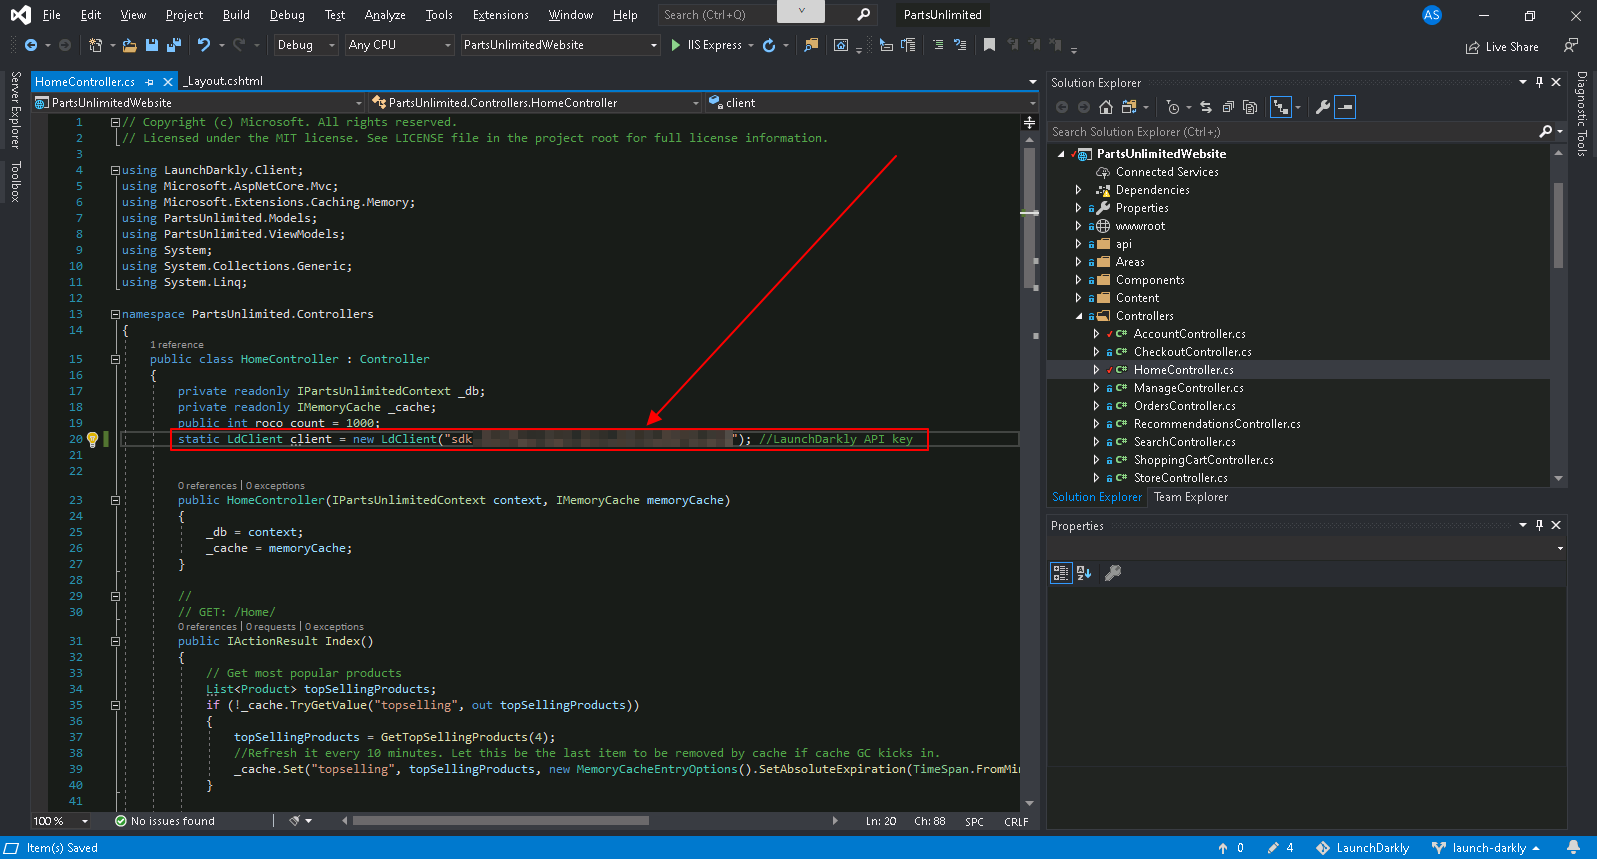 File Edit View Project Build Debug Test Analyze Tools Extensions Window Help Search (Ctrl+Q) PartsUnlimited AS
Debug Any CPU PartsUnlimitedWebsite IIS Express Live Share
Server Explorer
Toolbox
HomeController.cs _Layout.cshtml
PartsUnlimitedWebsite PartsUnlimited.Controllers.HomeController client
1 // Copyright (c) Microsoft. All rights reserved.
2 // Licensed under the MIT license. See LICENSE file in the project root for full license information.
3
4 using LaunchDarkly.Client;
5 using Microsoft.AspNetCore.Mvc;
6 using Microsoft.Extensions.Caching.Memory;
7 using PartsUnlimited.Models;
8 using PartsUnlimited.ViewModels;
9 using System;
10 using System.Collections.Generic;
11 using System.Linq;
12
13 namespace PartsUnlimited.Controllers
14 {
1 reference
15 public class HomeController : Controller
16 {
17 private readonly IPartsUnlimitedContext _db;
18 private readonly IMemoryCache _cache;
19 public int roco_count = 1000;
20 static LdClient client = new LdClient("sdk "); //LaunchDarkly API key
21
22
0 references | 0 exceptions
23 public HomeController(IPartsUnlimitedContext context, IMemoryCache memoryCache)
24 {
25 _db = context;
26 _cache = memoryCache;
27 }
28
29 //
30 // GET: /Home/
0 references | 0 requests | 0 exceptions
31 public IActionResult Index()
32 {
33 // Get most popular products
34 List<Product> topSellingProducts;
35 if (!_cache.TryGetValue("topselling", out topSellingProducts))
36 {
37 topSellingProducts = GetTopSellingProducts(4);
38 //Refresh it every 10 minutes. Let this be the last item to be removed by cache if cache GC kicks in.
39 _cache.Set("topselling", topSellingProducts, new MemoryCacheEntryOptions().SetAbsoluteExpiration(TimeSpan.FromMin
40 }
41
100 % No issues found Ln: 20 Ch: 88 SPC CRLF
Solution Explorer
Search Solution Explorer (Ctrl+;)
PartsUnlimitedWebsite
Connected Services
Dependencies
Properties
wwwroot
api
Areas
Components
Content
Controllers
C# AccountController.cs
C# CheckoutController.cs
C# HomeController.cs
C# ManageController.cs
C# OrdersController.cs
C# RecommendationsController.cs
C# SearchController.cs
C# ShoppingCartController.cs
C# StoreController.cs
Solution Explorer Team Explorer
Properties
Diagnostic Tools
Item(s) Saved 0 4 LaunchDarkly launch-darkly